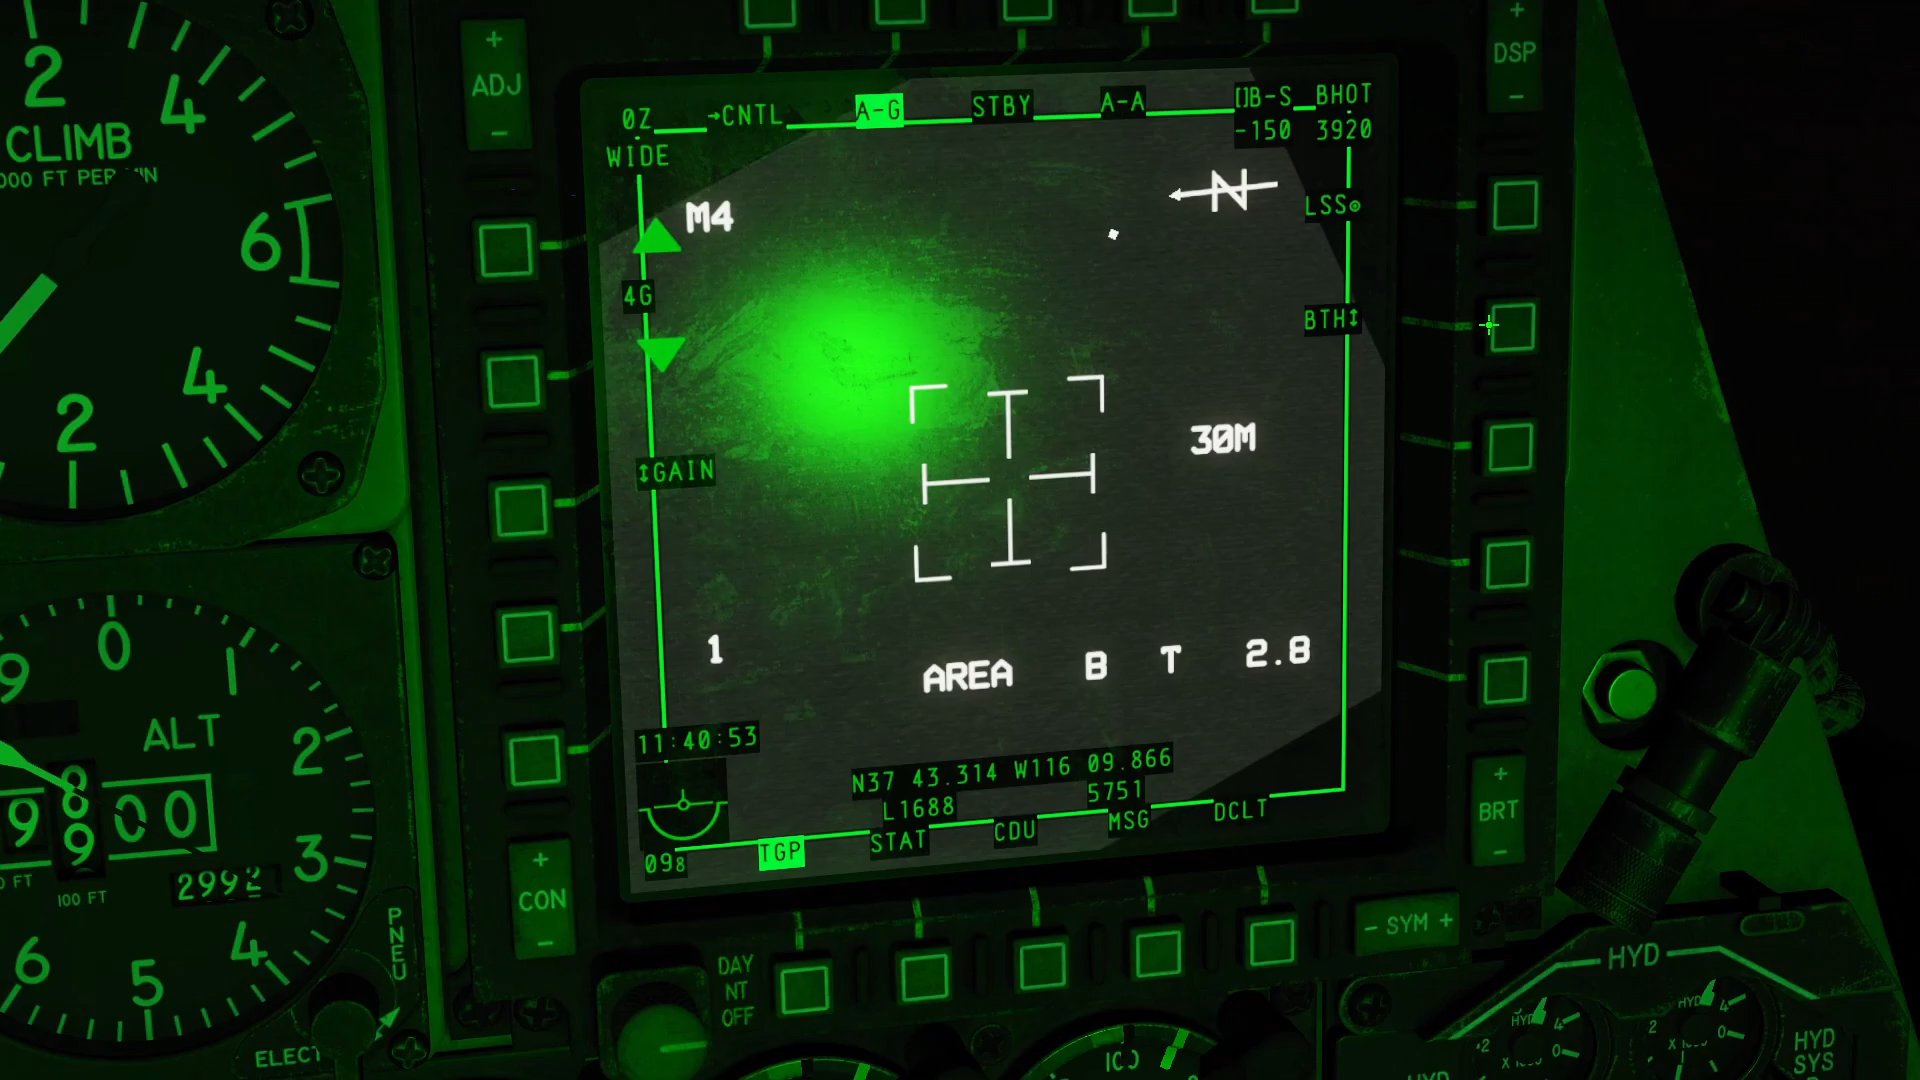 2
4
CLIMB
6
4
2
ADJ
DSP
0Z →CNTL A-G STBY A-A []B-S BHOT
-150 3920
WIDE
M4
N
LSS
4G
BTH↕
30M
↕GAIN
1
AREA B T 2.8
11:40:53
N37 43.314 W116 09.866
L1688 5751
098 TGP STAT CDU MSG DCLT
9
0
1
ALT
2
3
4
5
6
100 FT
2992
PNEU
ELECT
CON
BRT
- SYM +
DAY
NT
OFF
HYD
HYD
SYS